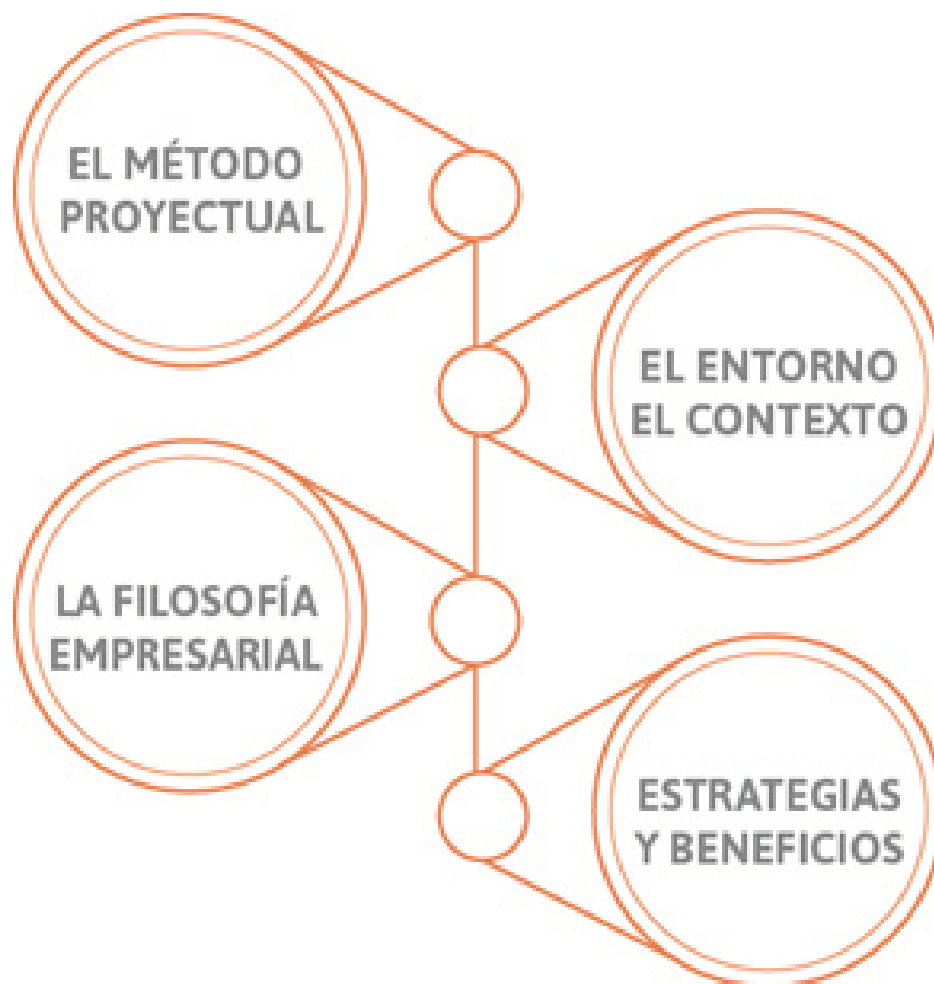 EL MÉTODO
PROYECTUAL
EL ENTORNO
EL CONTEXTO
LA FILOSOFÍA
EMPRESARIAL
ESTRATEGIAS
Y BENEFICIOS